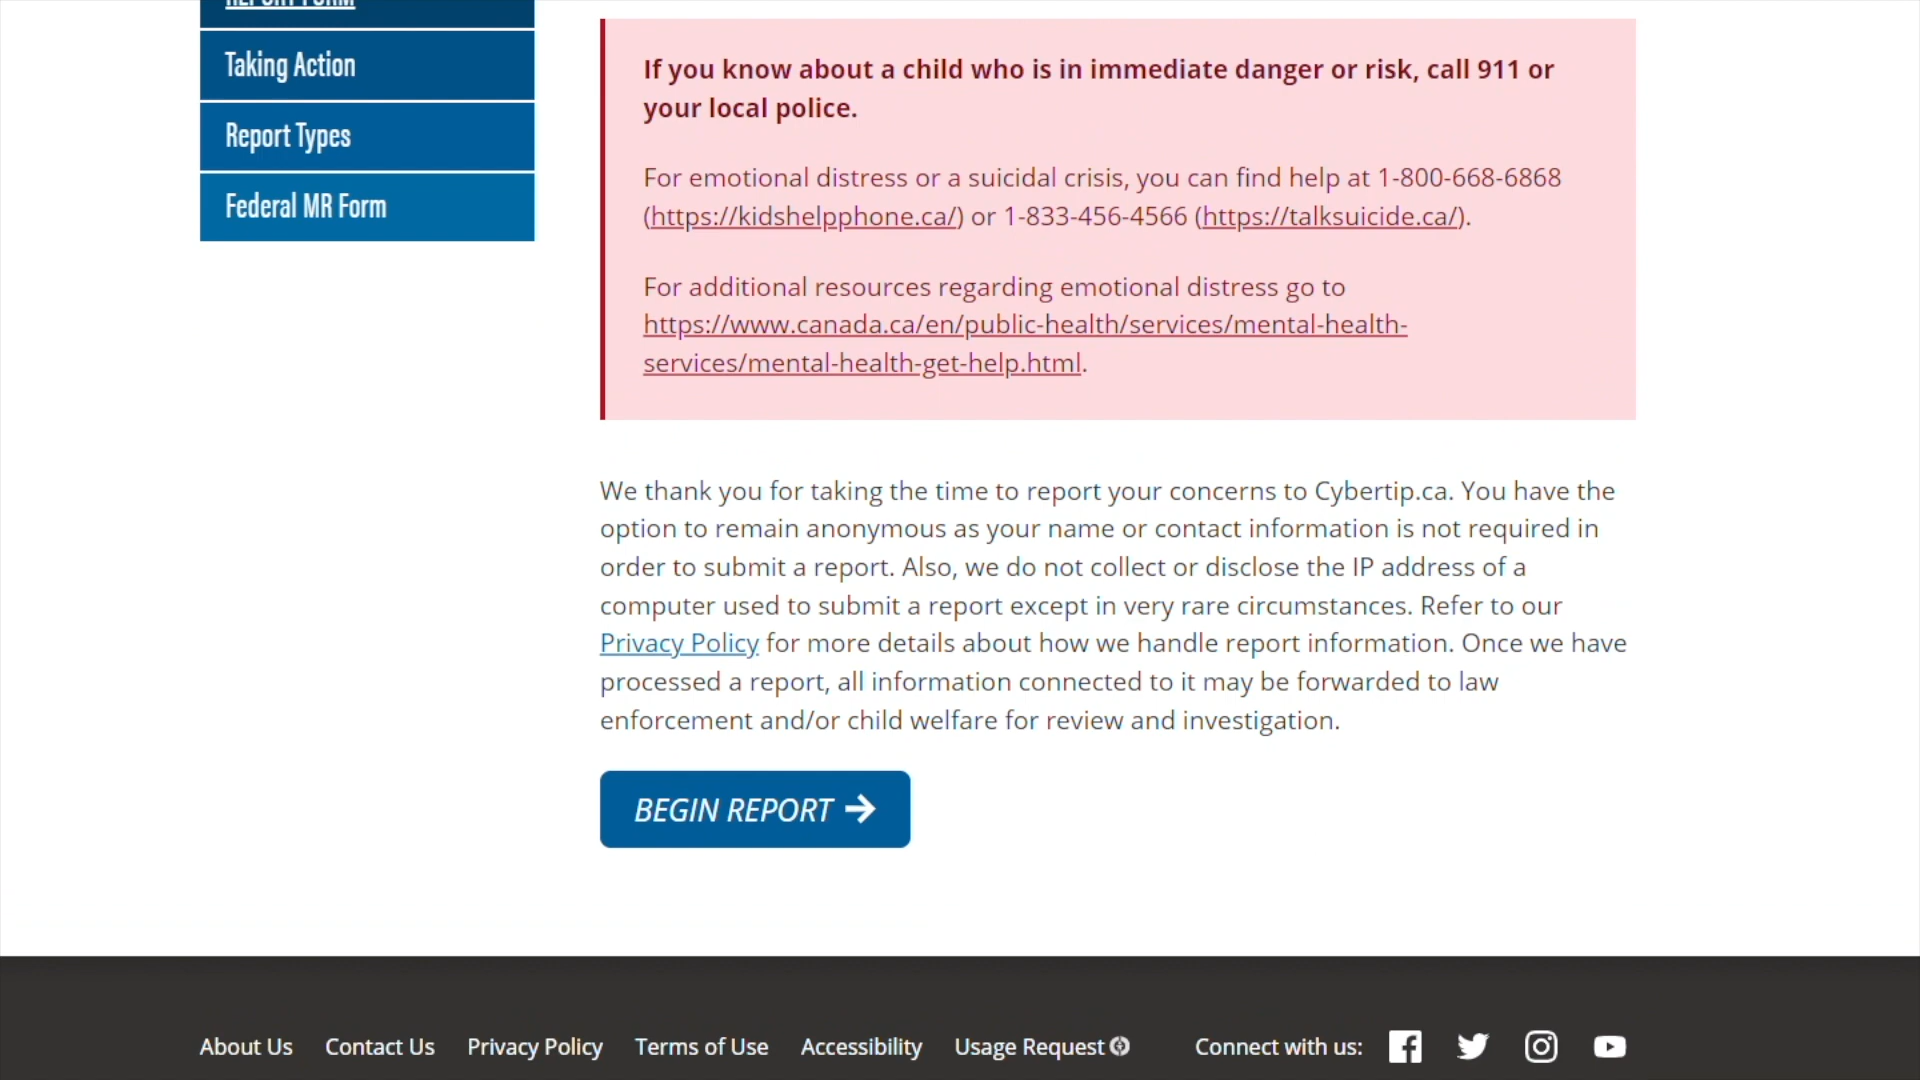 REPORT FORM
Taking Action
Report Types
Federal MR Form
If you know about a child who is in immediate danger or risk, call 911 or
your local police.
For emotional distress or a suicidal crisis, you can find help at 1-800-668-6868
(https://kidshelpphone.ca/) or 1-833-456-4566 (https://talksuicide.ca/).
For additional resources regarding emotional distress go to
https://www.canada.ca/en/public-health/services/mental-health-
services/mental-health-get-help.html.
We thank you for taking the time to report your concerns to Cybertip.ca. You have the
option to remain anonymous as your name or contact information is not required in
order to submit a report. Also, we do not collect or disclose the IP address of a
computer used to submit a report except in very rare circumstances. Refer to our
Privacy Policy for more details about how we handle report information. Once we have
processed a report, all information connected to it may be forwarded to law
enforcement and/or child welfare for review and investigation.
BEGIN REPORT
About Us Contact Us Privacy Policy Terms of Use Accessibility Usage Request Connect with us: